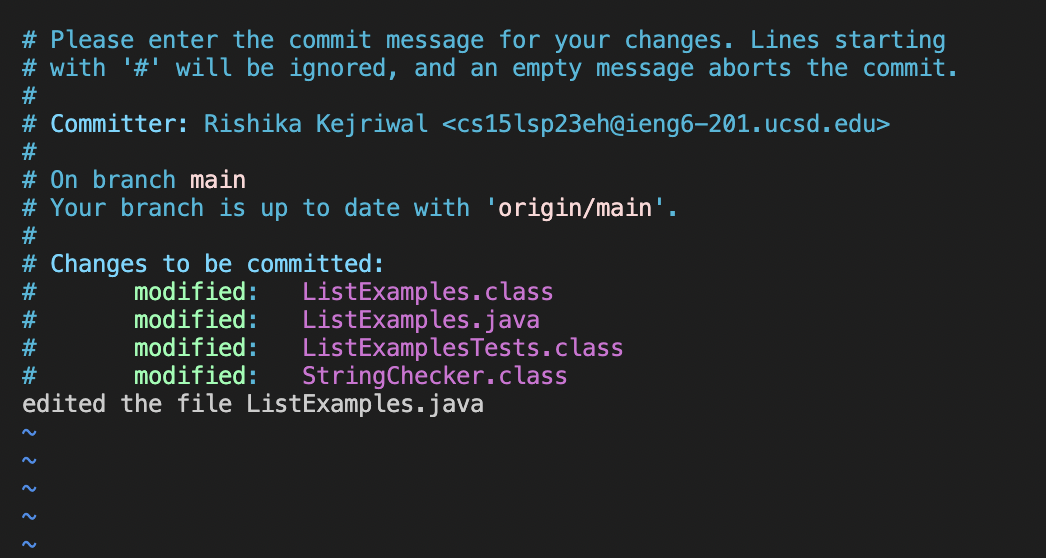 # Please enter the commit message for your changes. Lines starting
# with '#' will be ignored, and an empty message aborts the commit.
#
# Committer: Rishika Kejriwal <cs15lsp23eh@ieng6-201.ucsd.edu>
#
# On branch main
# Your branch is up to date with 'origin/main'.
#
# Changes to be committed:
#       modified:   ListExamples.class
#       modified:   ListExamples.java
#       modified:   ListExamplesTests.class
#       modified:   StringChecker.class
edited the file ListExamples.java
~
~
~
~
~